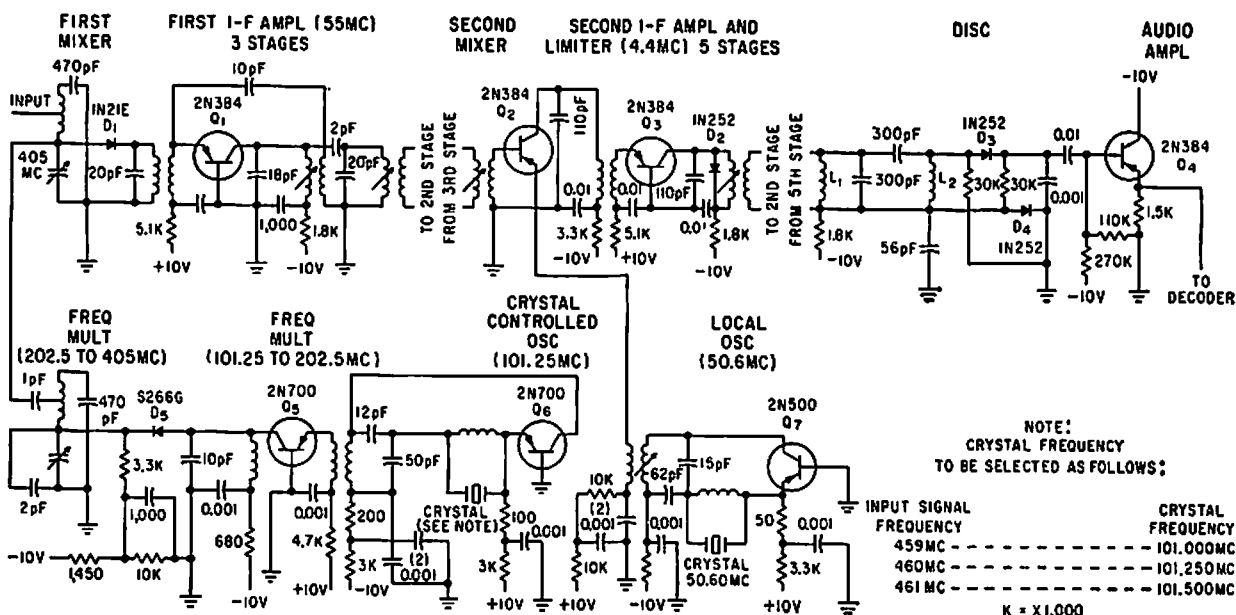 FIRST MIXER
FIRST I-F AMPL (55MC)
3 STAGES
SECOND MIXER
SECOND I-F AMPL AND
LIMITER (4.4MC) 5 STAGES
DISC
AUDIO AMPL
470pF
INPUT
1N21E
D1
405 MC
20pF
10pF
2N384
Q1
5.1K
+10V
18pF
1,000
1.8K
-10V
2pF
20pF
TO 2ND STAGE
FROM 3RD STAGE
2N384
Q2
110pF
0.01
3.3K
-10V
2N384
Q3
0.01
5.1K
+10V
110pF
0.01
1N252
D2
1.8K
-10V
TO 2ND STAGE
FROM 5TH STAGE
L1
1.8K
-10V
300pF
300pF
L2
56pF
1N252
D3
30K
30K
D4
1N252
0.001
0.01
-10V
2N384
Q4
110K
1.5K
270K
-10V
TO DECODER
FREQ MULT
(202.5 TO 405MC)
FREQ MULT
(101.25 TO 202.5MC)
CRYSTAL
CONTROLLED
OSC
(101.25MC)
LOCAL
OSC
(50.6MC)
1pF
470 pF
S266G
D5
2pF
3.3K
1,000
10K
1,450
-10V
10pF
0.001
680
-10V
2N700
Q5
0.001
4.7K
+10V
12pF
50pF
200
3K
-10V
(2)
0.001
CRYSTAL
(SEE NOTE)
2N700
Q6
100
0.001
3K
+10V
10K
(2)
0.001
10K
+10V
62pF
0.001
-10V
15pF
CRYSTAL
50.60MC
2N500
Q7
50
0.001
3.3K
+10V
NOTE:
CRYSTAL FREQUENCY
TO BE SELECTED AS FOLLOWS:
INPUT SIGNAL FREQUENCY CRYSTAL FREQUENCY
459MC - - - - - - - - - - - - 101.000MC
460MC - - - - - - - - - - - - 101.250MC
461MC - - - - - - - - - - - - 101.500MC
K = X1,000